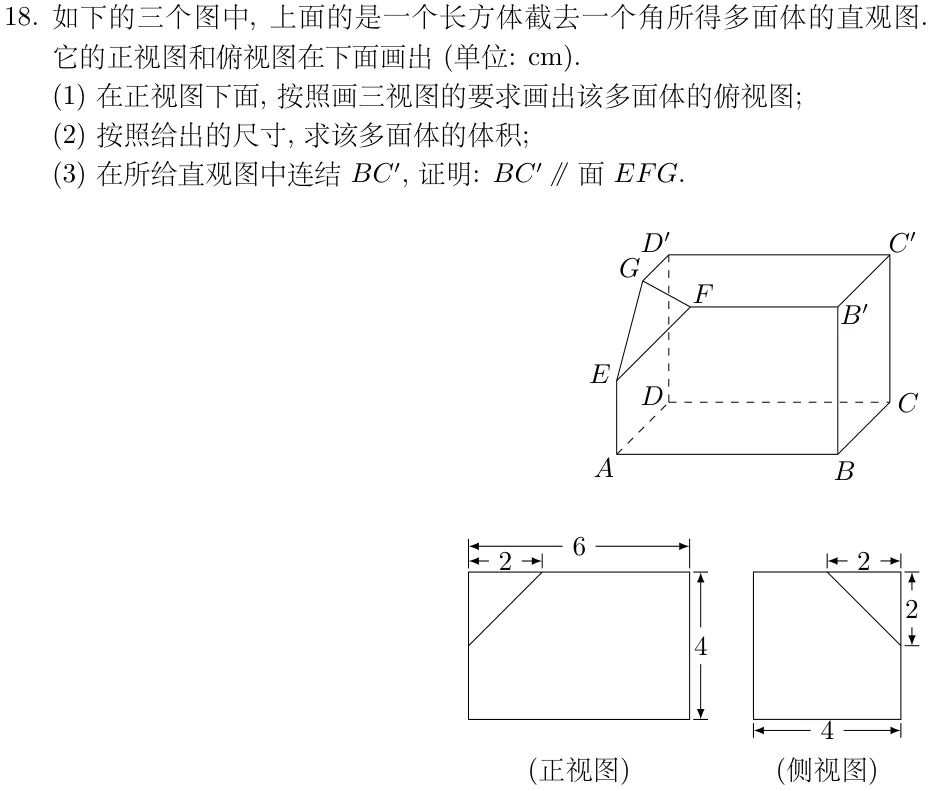 18. 如下的三个图中, 上面的是一个长方体截去一个角所得多面体的直观图.
它的正视图和俯视图在下面画出 (单位: cm).
(1) 在正视图下面, 按照画三视图的要求画出该多面体的俯视图;
(2) 按照给出的尺寸, 求该多面体的体积;
(3) 在所给直观图中连结 BC′, 证明: BC′ ∥ 面 EFG.
D′ C′
G
F
B′
E
D C
A B
6
2 2
2
4
4
(正视图) (侧视图)